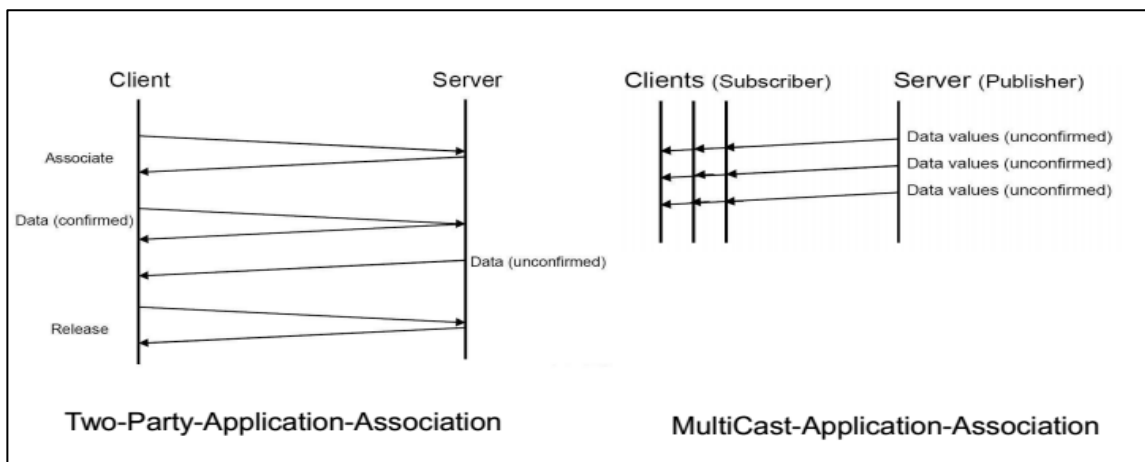 Client
Server
Associate
Data (confirmed)
Data (unconfirmed)
Release
Two-Party-Application-Association
Clients (Subscriber)
Server (Publisher)
Data values (unconfirmed)
Data values (unconfirmed)
Data values (unconfirmed)
MultiCast-Application-Association